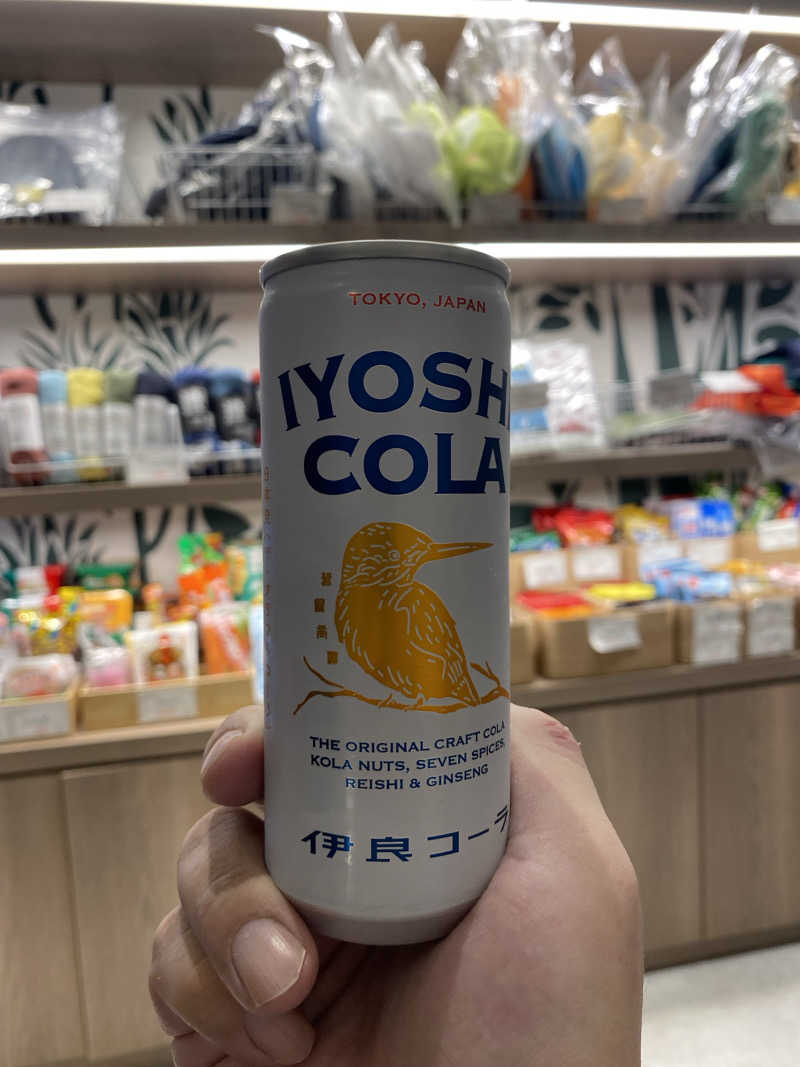 TOKYO, JAPAN
IYOSH
COLA
THE ORIGINAL CRAFT COLA
KOLA NUTS, SEVEN SPICES,
REISHI & GINSENG
伊良コーラ